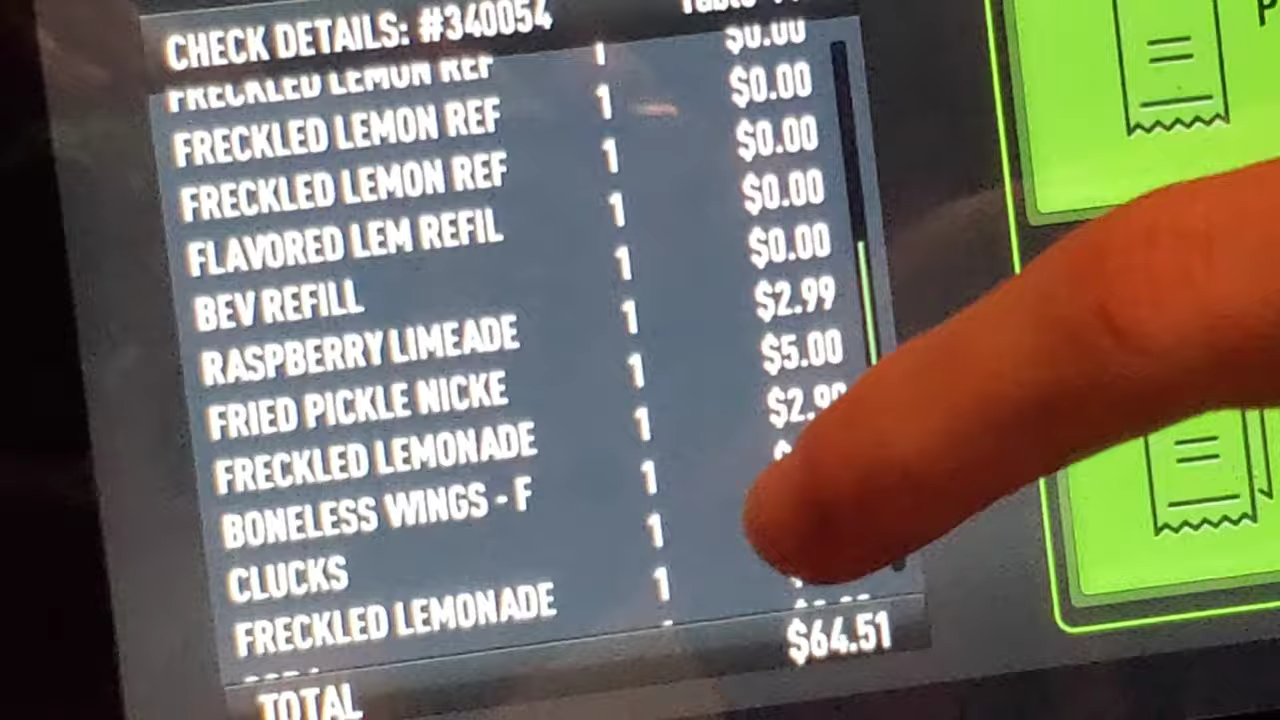 CHECK DETAILS: #340054
FRECKLED LEMON REF 1 $0.00
FRECKLED LEMON REF 1 $0.00
FRECKLED LEMON REF 1 $0.00
FLAVORED LEM REFIL 1 $0.00
BEV REFILL 1 $0.00
RASPBERRY LIMEADE 1 $2.99
FRIED PICKLE NICKE 1 $5.00
FRECKLED LEMONADE 1
BONELESS WINGS - F 1
CLUCKS 1
FRECKLED LEMONADE 1
TOTAL $64.51